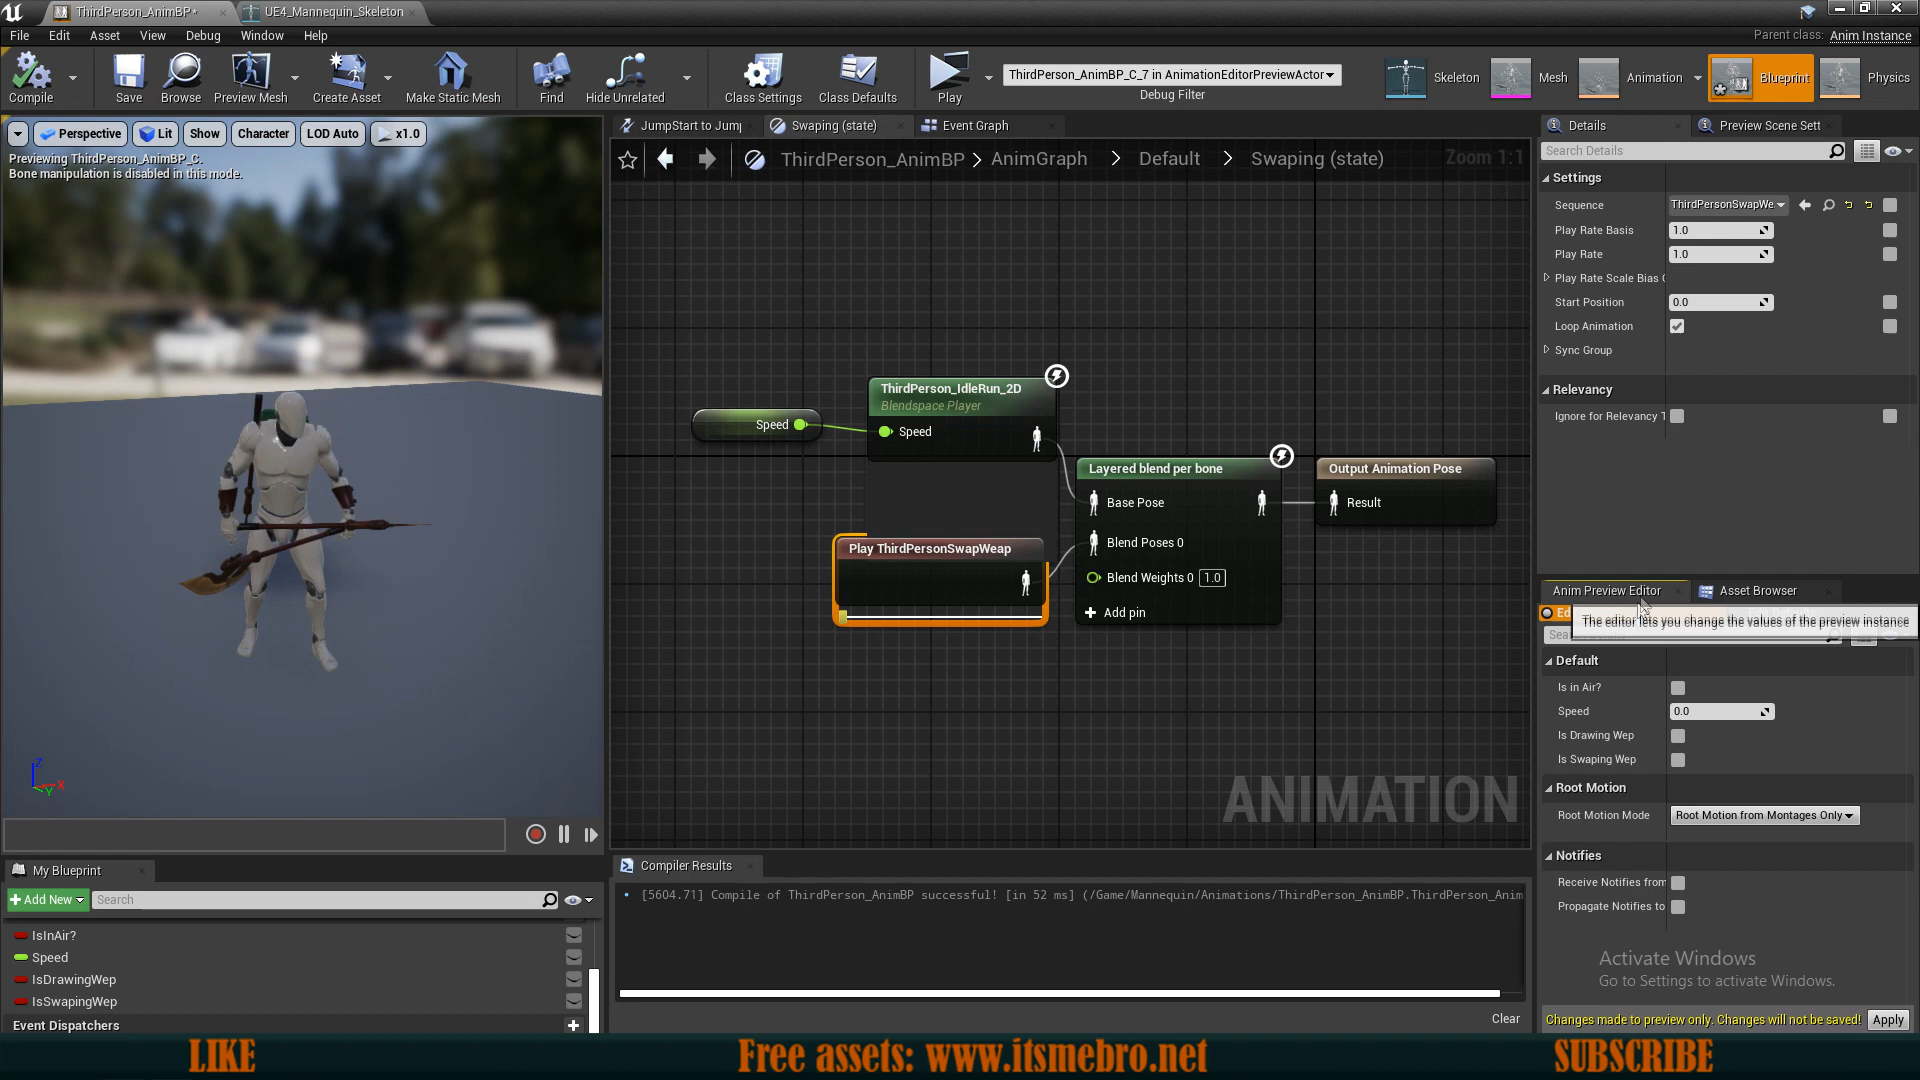 ThirdPerson_AnimBP*
UE4_Mannequin_Skeleton
File Edit Asset View Debug Window Help
Parent class: Anim Instance
Compile Save Browse Preview Mesh Create Asset Make Static Mesh Find Hide Unrelated Class Settings Class Defaults Play
ThirdPerson_AnimBP_C_7 in AnimationEditorPreviewActor
Debug Filter
Skeleton Mesh Animation Blueprint Physics
Perspective Lit Show Character LOD Auto x1.0
Previewing ThirdPerson_AnimBP_C.
Bone manipulation is disabled in this mode.
Z
X
Y
JumpStart to Jump
Swaping (state)
Event Graph
ThirdPerson_AnimBP > AnimGraph > Default > Swaping (state)
Zoom 1:1
ThirdPerson_IdleRun_2D
Blendspace Player
Speed
Speed
Layered blend per bone
Base Pose
Blend Poses 0
Blend Weights 0 1.0
Add pin
Output Animation Pose
Result
Play ThirdPersonSwapWeap
ANIMATION
Details
Preview Scene Sett
Search Details
Settings
Sequence ThirdPersonSwapWe
Play Rate Basis 1.0
Play Rate 1.0
Play Rate Scale Bias C
Start Position 0.0
Loop Animation
Sync Group
Relevancy
Ignore for Relevancy T
Anim Preview Editor
Asset Browser
The editor lets you change the values of the preview instance
Default
Is in Air?
Speed 0.0
Is Drawing Wep
Is Swaping Wep
Root Motion
Root Motion Mode Root Motion from Montages Only
Notifies
Receive Notifies from
Propagate Notifies to
Activate Windows
Go to Settings to activate Windows.
Changes made to preview only. Changes will not be saved! Apply
My Blueprint
Add New Search
IsInAir?
Speed
IsDrawingWep
IsSwapingWep
Event Dispatchers
Compiler Results
[5604.71] Compile of ThirdPerson_AnimBP successful! [in 52 ms] (/Game/Mannequin/Animations/ThirdPerson_AnimBP.ThirdPerson_Anim
Clear
LIKE
Free assets: www.itsmebro.net
SUBSCRIBE